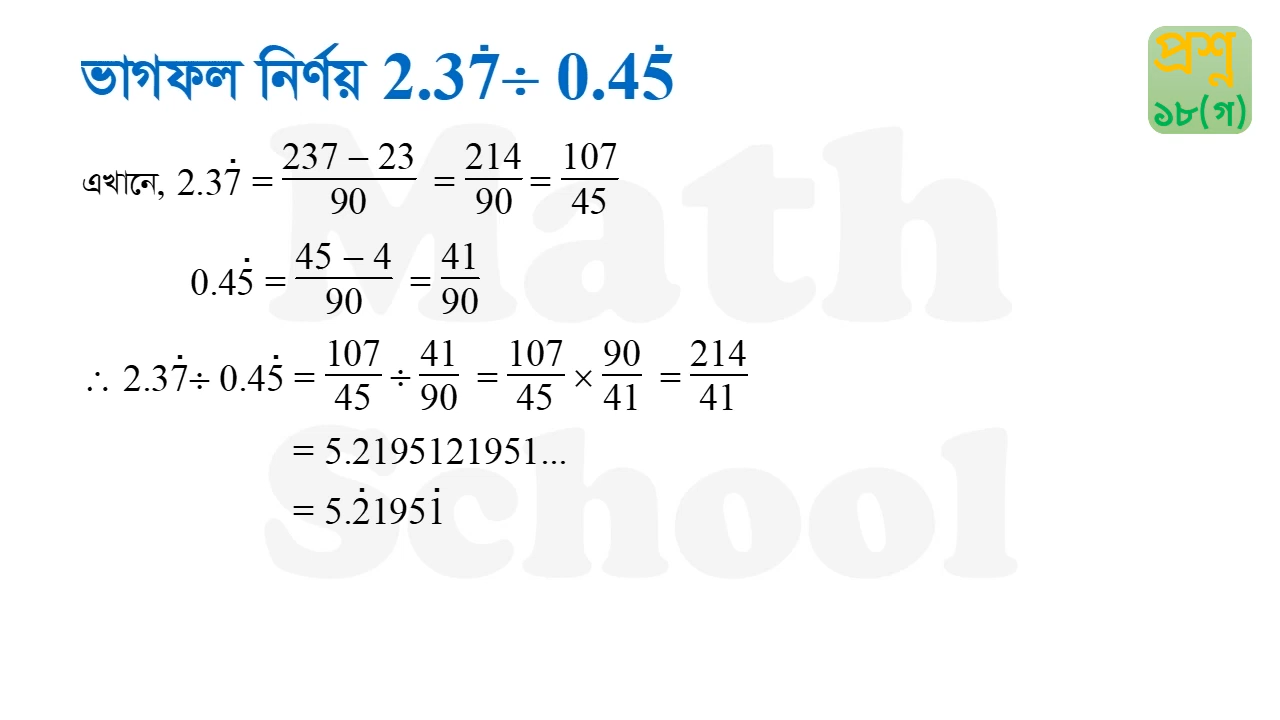 ভাগফল নির্ণয় 2.37̇ ÷ 0.45̇
প্রশ্ন
১৮(গ)
এখানে, 2.37̇ = (237 – 23)/90 = 214/90 = 107/45
0.45̇ = (45 – 4)/90 = 41/90
∴ 2.37̇ ÷ 0.45̇ = 107/45 ÷ 41/90 = 107/45 × 90/41 = 214/41
= 5.2195121951...
= 5.2̇1951̇
Math
School